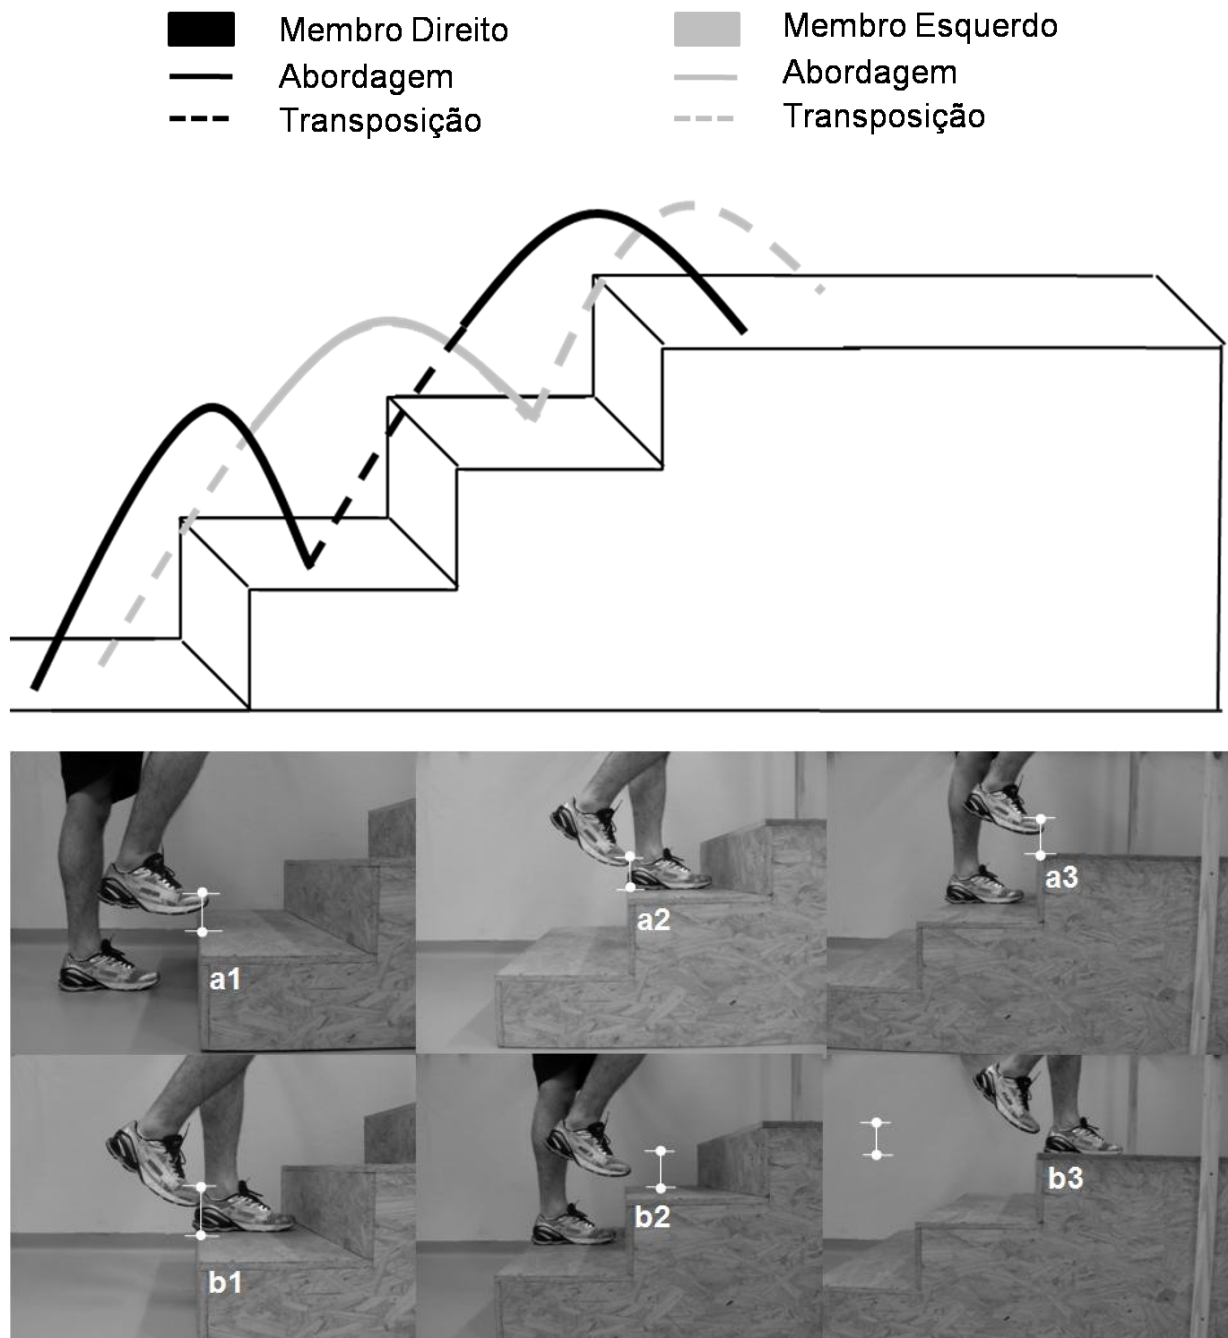 Membro Direito
Abordagem
Transposição
Membro Esquerdo
Abordagem
Transposição
a1
a2
a3
b1
b2
b3